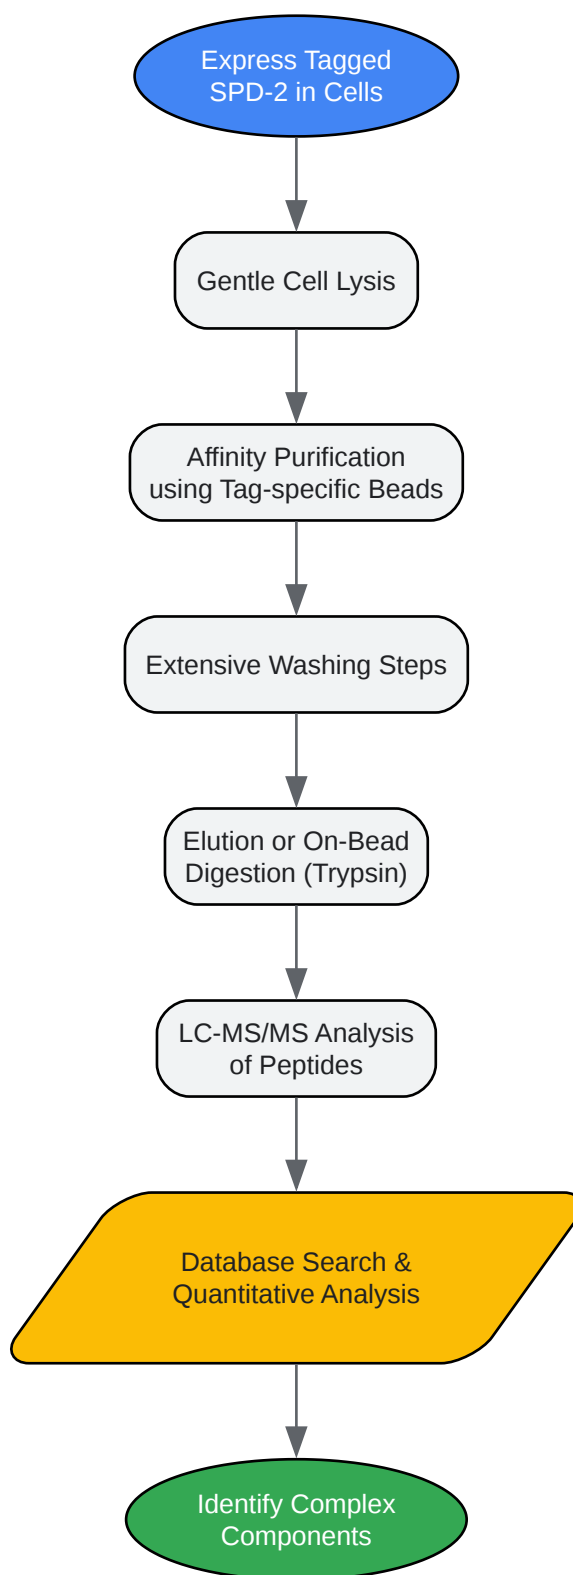 Express Tagged
SPD-2 in Cells
Gentle Cell Lysis
Affinity Purification
using Tag-specific Beads
Extensive Washing Steps
Elution or On-Bead
Digestion (Trypsin)
LC-MS/MS Analysis
of Peptides
Database Search &
Quantitative Analysis
Identify Complex
Components